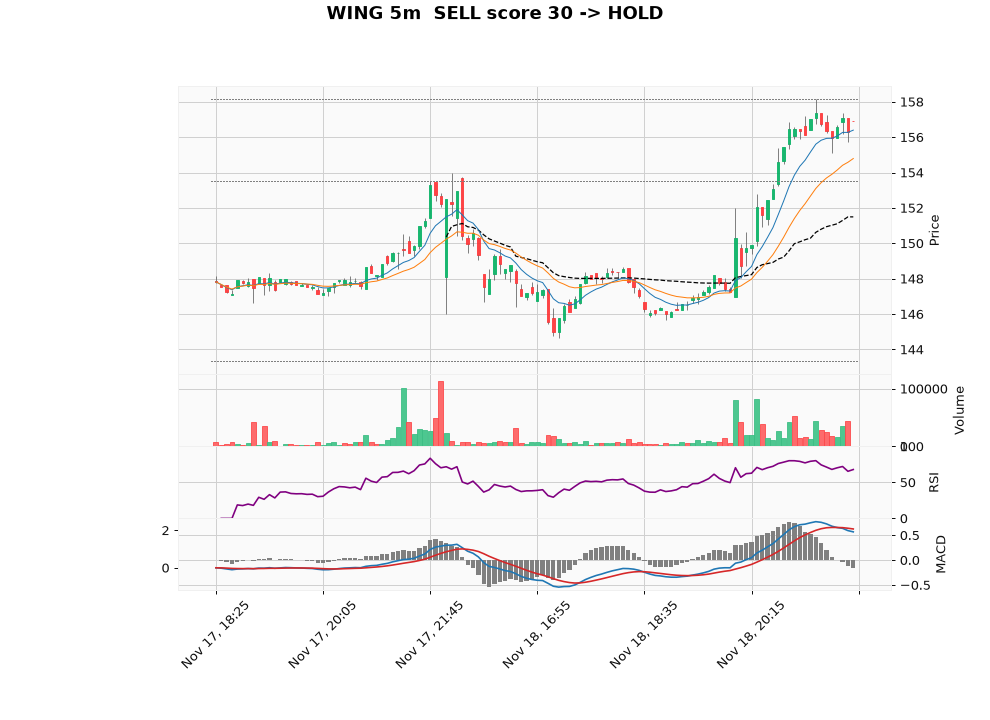 WING 5m  SELL score 30 -> HOLD
158
156
154
152
150
148
146
144
Price
100000
0
Volume
100
50
0
RSI
2
0
0.5
0.0
−0.5
MACD
Nov 17, 18:25
Nov 17, 20:05
Nov 17, 21:45
Nov 18, 16:55
Nov 18, 18:35
Nov 18, 20:15